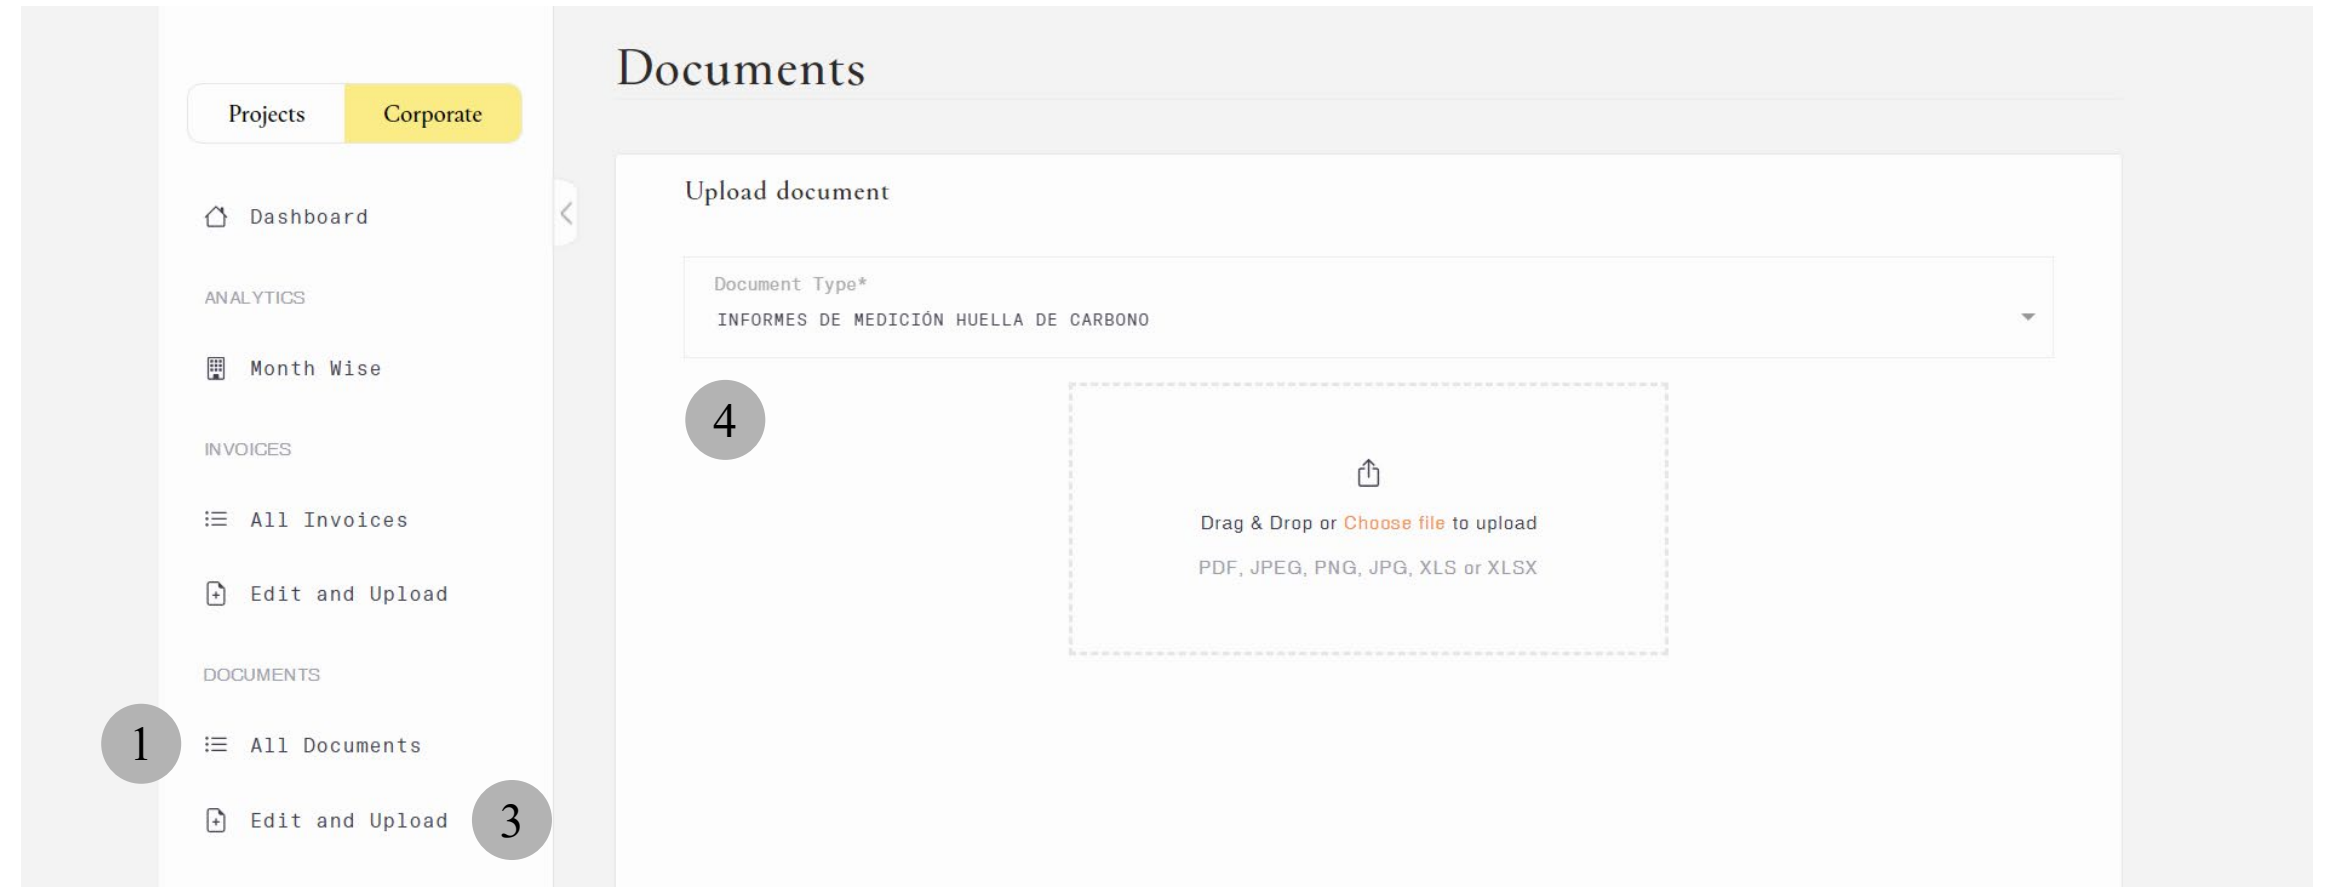 Projects
Corporate
Dashboard
ANALYTICS
Month Wise
INVOICES
All Invoices
Edit and Upload
DOCUMENTS
1
All Documents
Edit and Upload
3
Documents
Upload document
Document Type*
INFORMES DE MEDICIÓN HUELLA DE CARBONO
4
Drag & Drop or Choose file to upload
PDF, JPEG, PNG, JPG, XLS or XLSX